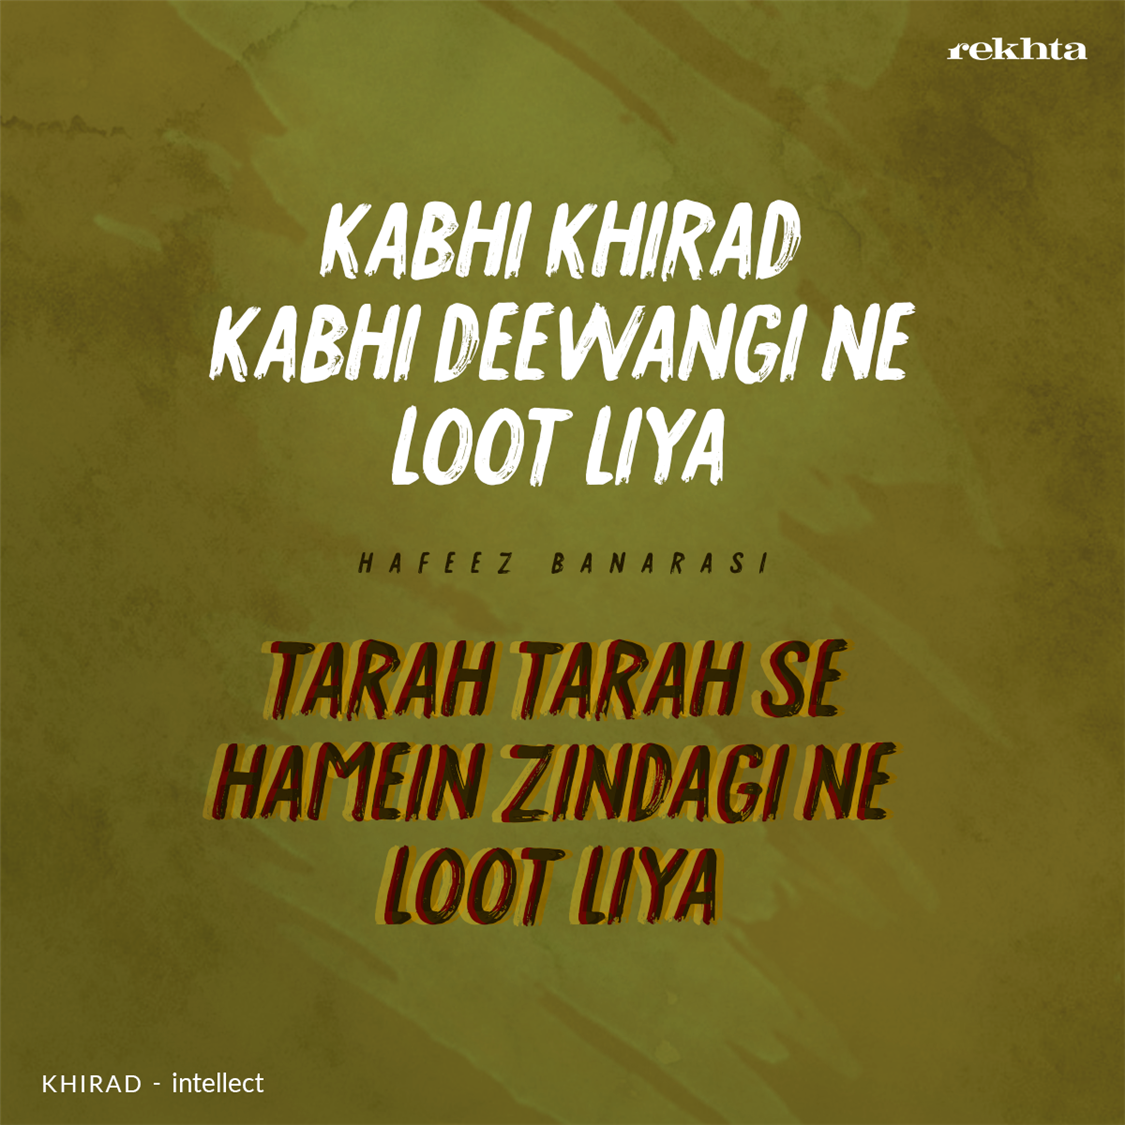 rekhta
KABHI KHIRAD
KABHI DEEWANGI NE
LOOT LIYA
HAFEEZ BANARASI
TARAH TARAH SE
HAMEIN ZINDAGI NE
LOOT LIYA
KHIRAD - intellect